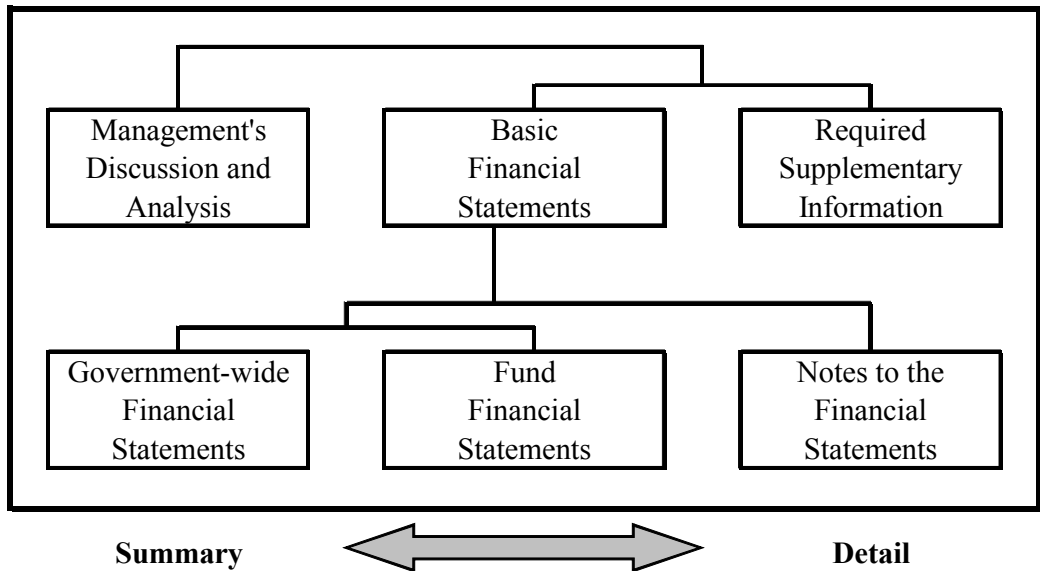 Management's
Discussion and
Analysis
Basic
Financial
Statements
Required
Supplementary
Information
Government-wide
Financial
Statements
Fund
Financial
Statements
Notes to the
Financial
Statements
Summary
Detail